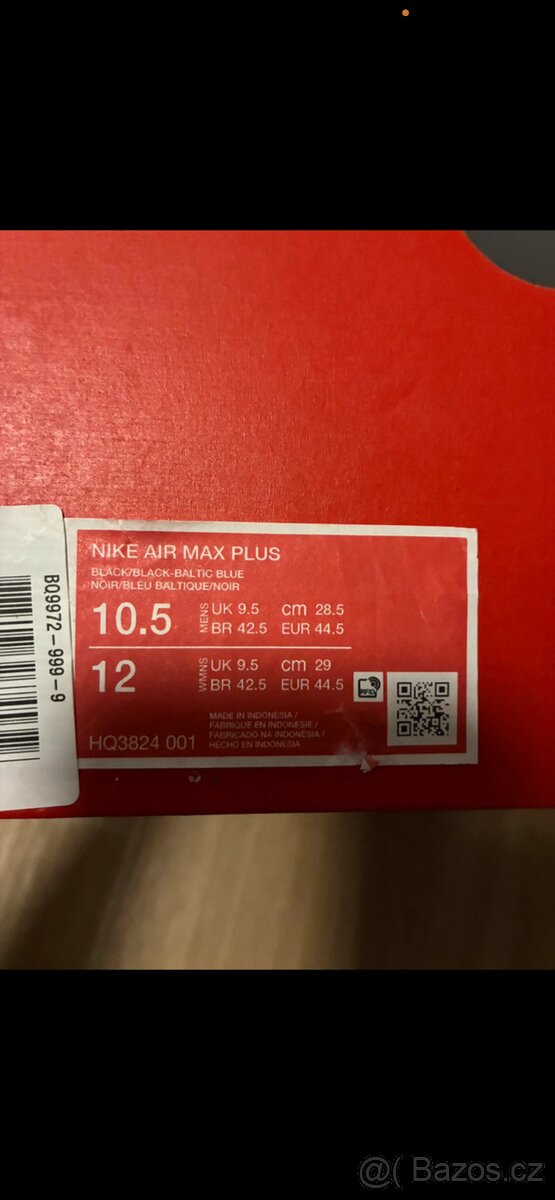 NIKE AIR MAX PLUS
BLACK/BLACK-BALTIC BLUE
NOIR/BLEU BALTIQUE/NOIR
10.5 MENS UK 9.5 cm 28.5
BR 42.5 EUR 44.5
12 WMNS UK 9.5 cm 29
BR 42.5 EUR 44.5
RFID
MADE IN INDONESIA /
FABRIQUÉ EN INDONESIE /
FABRICADO NA INDONÉSIA /
HQ3824 001 HECHO EN INDONESIA
BQ9972-999-9
@( Bazos.cz